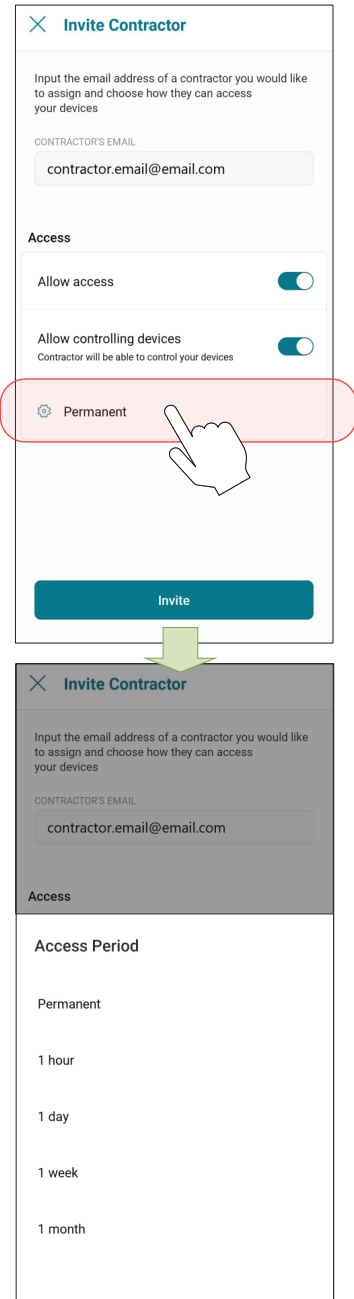 Invite Contractor
Input the email address of a contractor you would like
to assign and choose how they can access
your devices
CONTRACTOR'S EMAIL
contractor.email@email.com
Access
Allow access
Allow controlling devices
Contractor will be able to control your devices
Permanent
Invite
Invite Contractor
Input the email address of a contractor you would like
to assign and choose how they can access
your devices
CONTRACTOR'S EMAIL
contractor.email@email.com
Access
Access Period
Permanent
1 hour
1 day
1 week
1 month